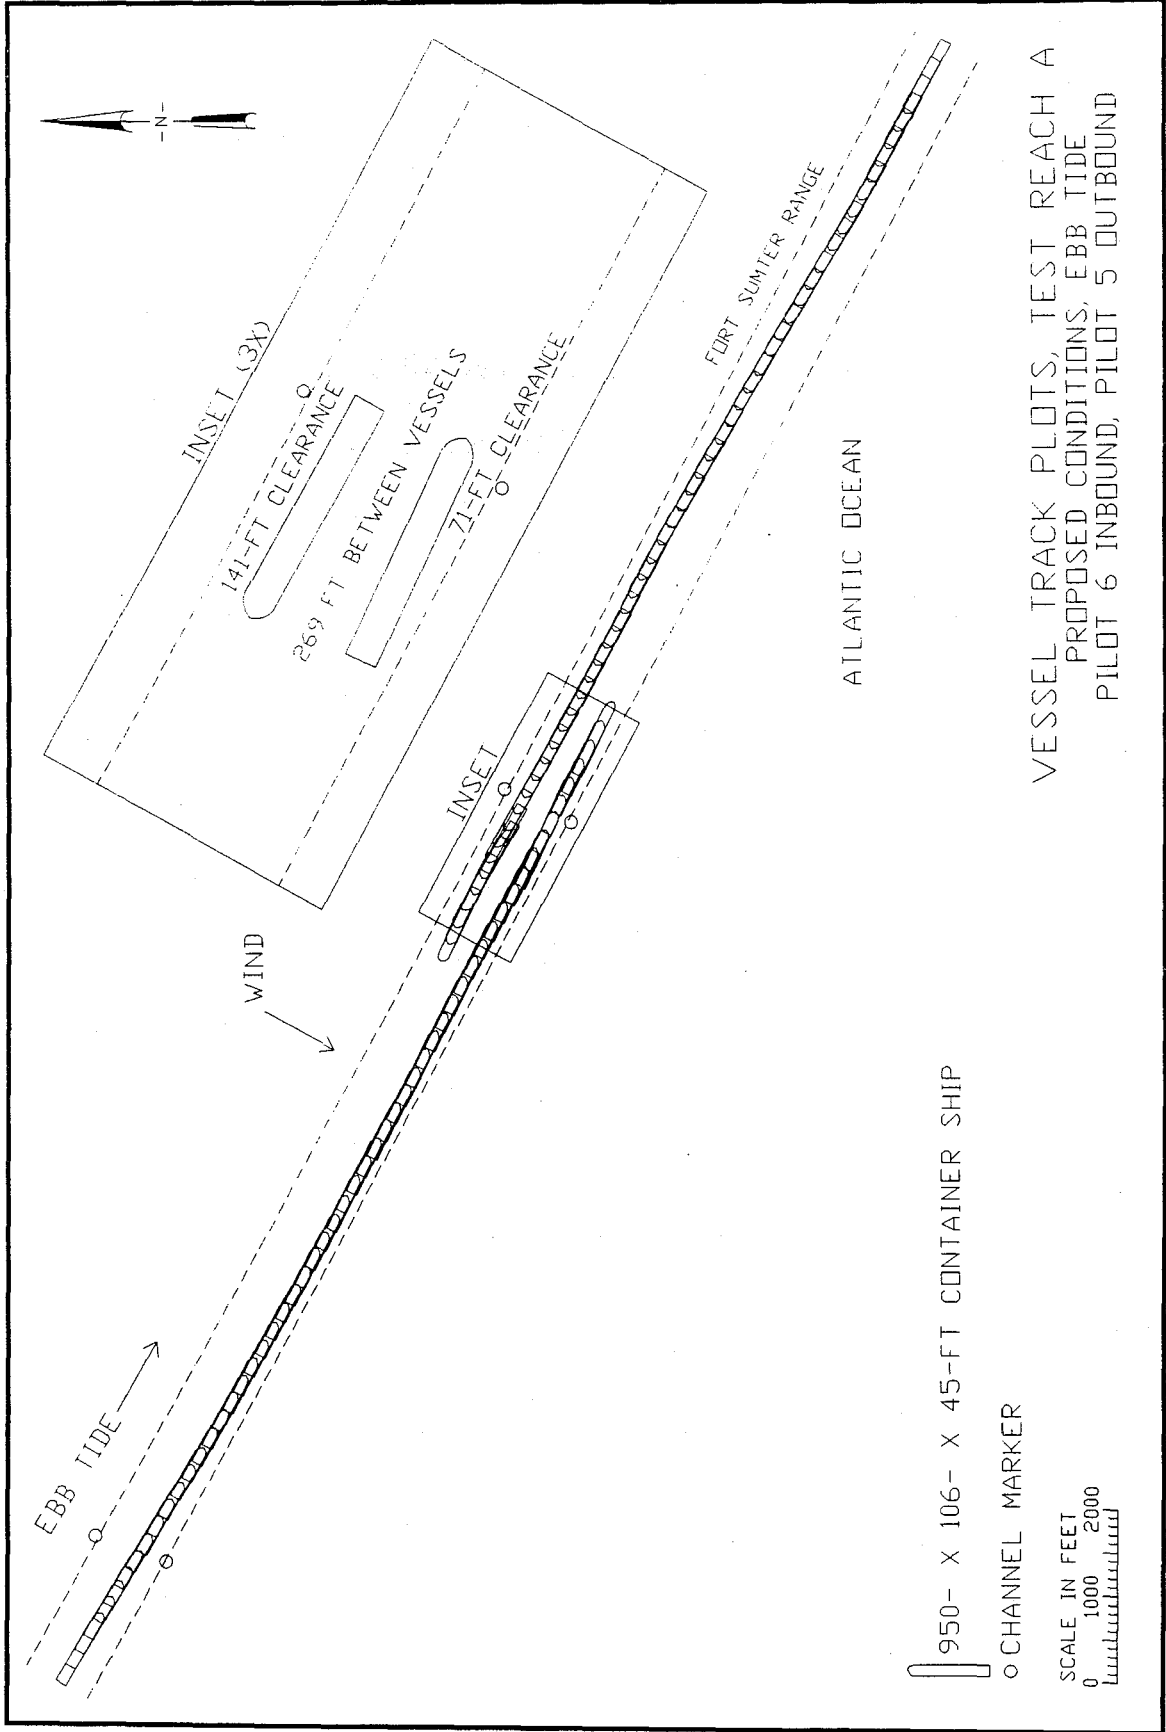 -N-
INSET (3X)
141-FT CLEARANCE
269 FT BETWEEN VESSELS
71-FT CLEARANCE
FORT SUMTER RANGE
INSET
WIND
EBB TIDE
ATLANTIC OCEAN
950- X 106- X 45-FT CONTAINER SHIP
CHANNEL MARKER
SCALE IN FEET
0 1000 2000
VESSEL TRACK PLOTS, TEST REACH A
PROPOSED CONDITIONS, EBB TIDE
PILOT 6 INBOUND, PILOT 5 OUTBOUND